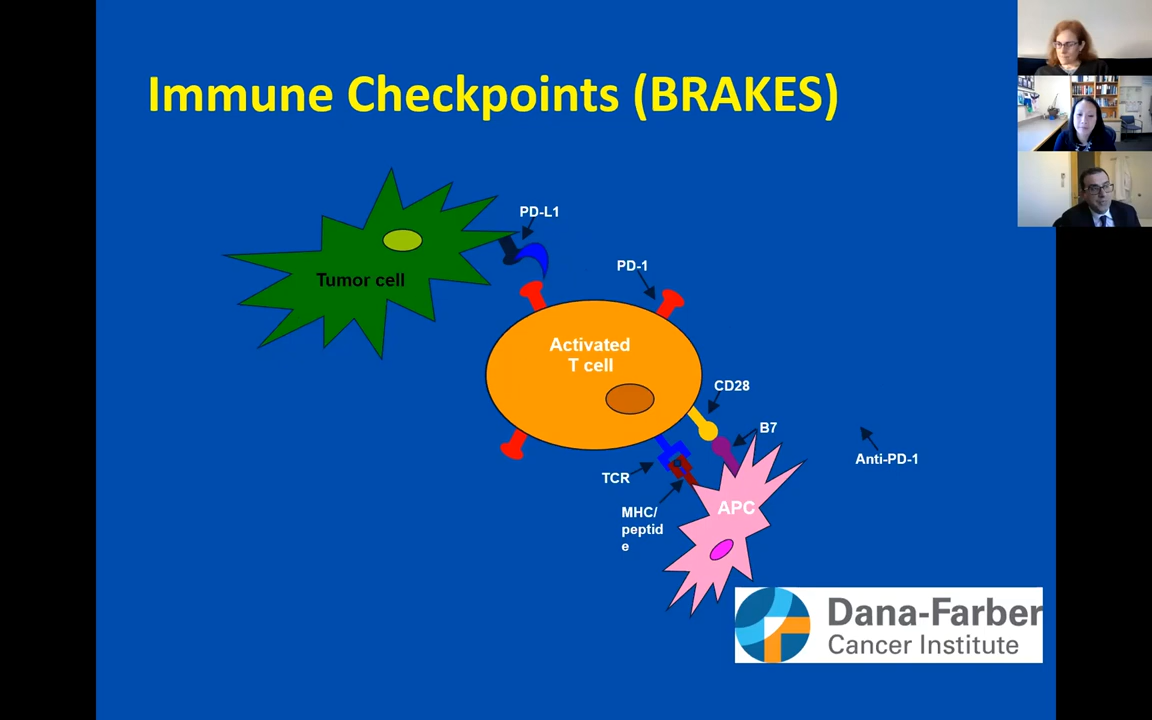 Immune Checkpoints (BRAKES)
PD-L1
PD-1
Tumor cell
Activated
T cell
CD28
B7
Anti-PD-1
TCR
MHC/
peptid
e
APC
Dana-Farber
Cancer Institute